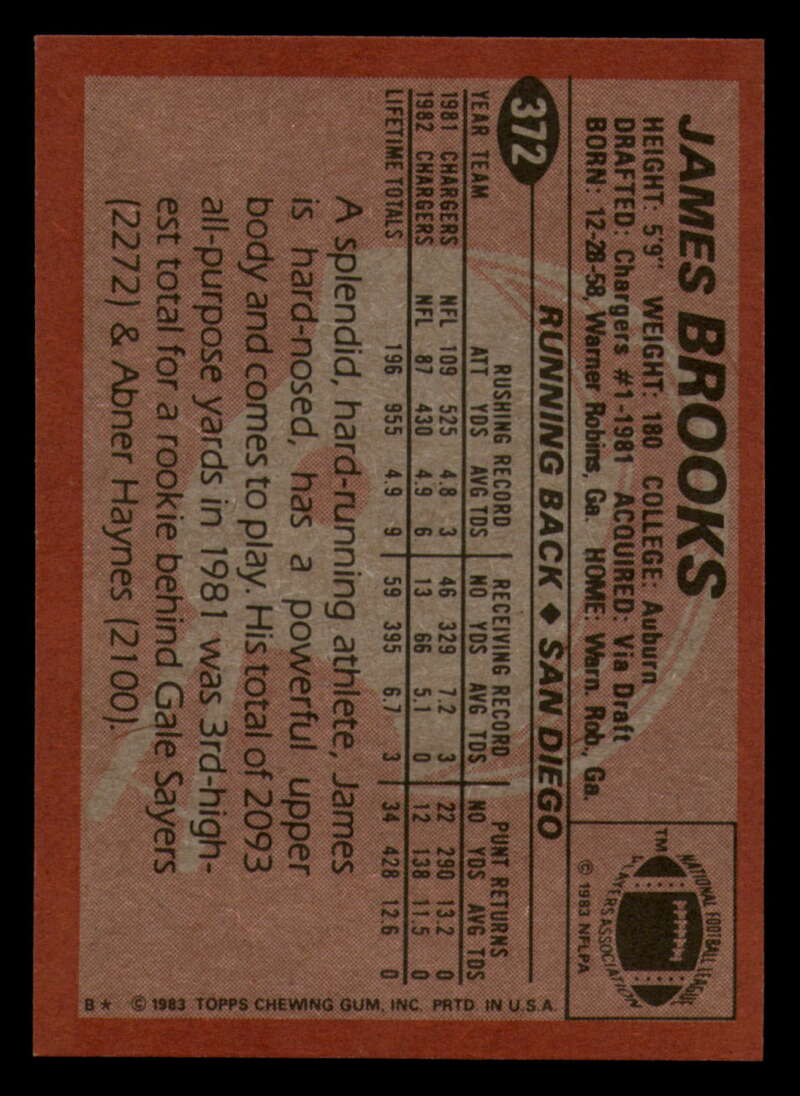 JAMES BROOKS
HEIGHT: 5'9" WEIGHT: 180 COLLEGE: Auburn
DRAFTED: Chargers #1-1981 ACQUIRED: Via Draft
BORN: 12-28-58, Warner Robins, Ga. HOME: Warn. Rob., Ga.
NATIONAL FOOTBALL LEAGUE
PLAYERS ASSOCIATION
TM
© 1983 NFLPA
372
RUNNING BACK ◆ SAN DIEGO
RUSHING RECORD RECEIVING RECORD PUNT RETURNS
YEAR TEAM ATT YDS AVG TDS NO YDS AVG TDS NO YDS AVG TDS
1981 CHARGERS NFL 109 525 4.8 3 46 329 7.2 3 22 290 13.2 0
1982 CHARGERS NFL 87 430 4.9 6 13 66 5.1 0 12 138 11.5 0
LIFETIME TOTALS 196 955 4.9 9 59 395 6.7 3 34 428 12.6 0
A splendid, hard-running athlete, James
is hard-nosed, has a powerful upper
body and comes to play. His total of 2093
all-purpose yards in 1981 was 3rd-high-
est total for a rookie behind Gale Sayers
(2272) & Abner Haynes (2100).
B* © 1983 TOPPS CHEWING GUM, INC. PRTD. IN U.S.A.